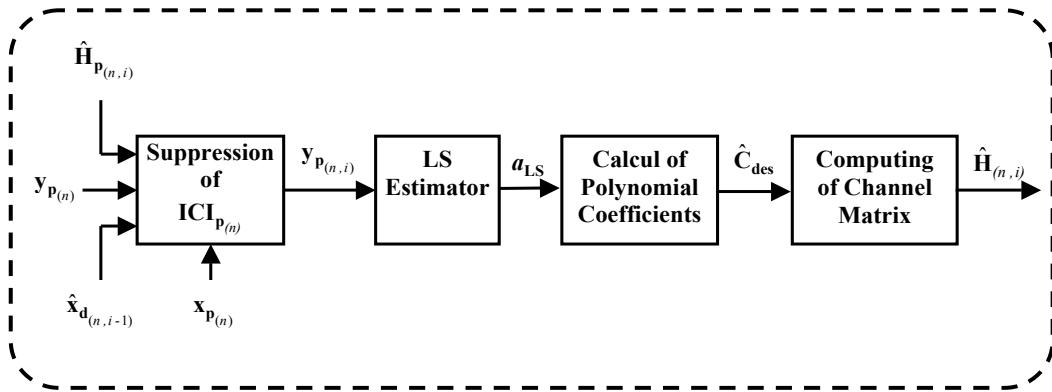 Ĥp(n,i)
yp(n)
x̂d(n,i-1)
Suppression
of
ICIp(n)
xp(n)
yp(n,i)
LS
Estimator
aLS
Calcul of
Polynomial
Coefficients
Ĉdes
Computing
of Channel
Matrix
Ĥ(n,i)